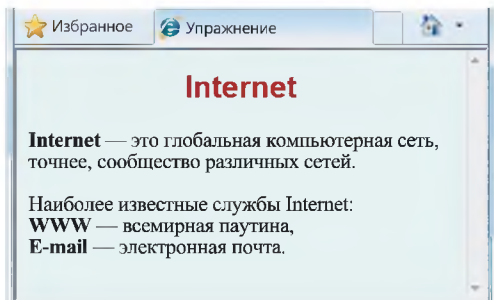 Избранное
Упражнение
Internet
Internet — это глобальная компьютерная сеть,
точнее, сообщество различных сетей.
Наиболее известные службы Internet:
WWW — всемирная паутина,
E-mail — электронная почта.